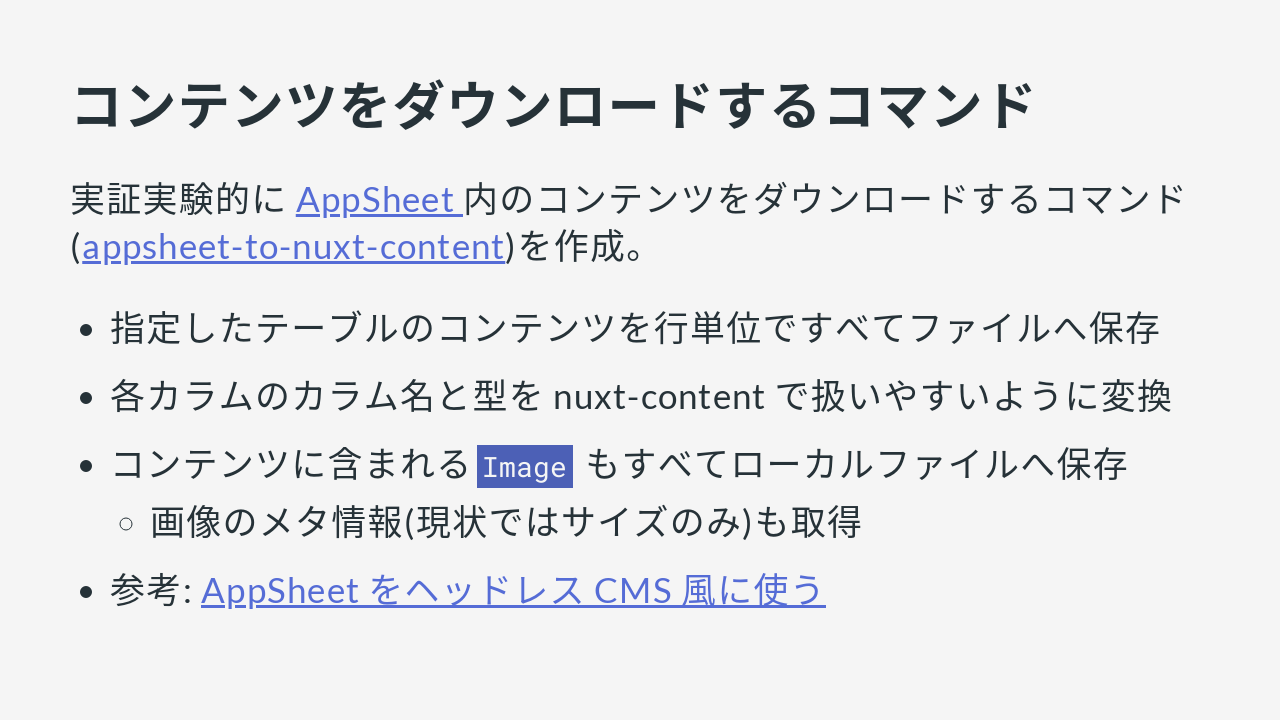 コンテンツをダウンロードするコマンド
実証実験的に AppSheet 内のコンテンツをダウンロードするコマンド
(appsheet-to-nuxt-content)を作成。
指定したテーブルのコンテンツを行単位ですべてファイルへ保存
各カラムのカラム名と型を nuxt-content で扱いやすいように変換
コンテンツに含まれる Image もすべてローカルファイルへ保存
画像のメタ情報(現状ではサイズのみ)も取得
参考: AppSheet をヘッドレス CMS 風に使う